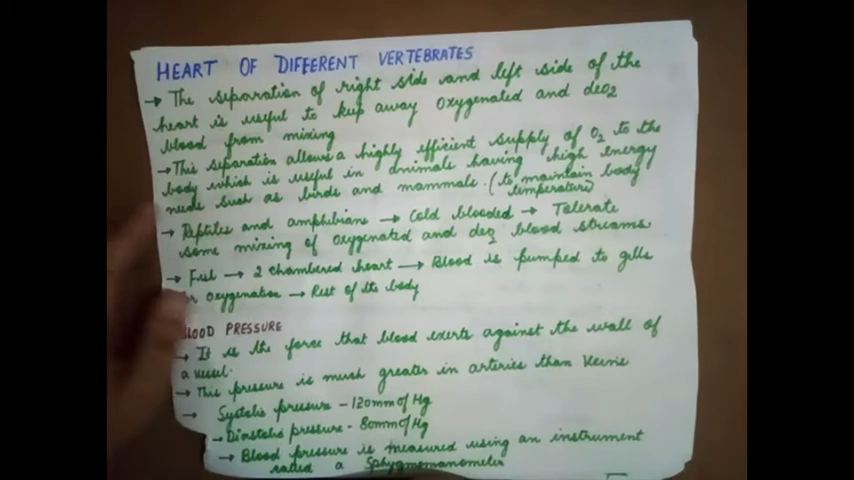 HEART OF DIFFERENT VERTEBRATES
→ The separation of right side and left side of the
heart is useful to keep away oxygenated and deO2
blood from mixing
→ This separation allows a highly efficient supply of O2 to the
body which is useful in animals having high energy
needs such as birds and mammals. (to maintain body
temperature)
→ Reptiles and amphibians → Cold blooded → Tolerate
some mixing of oxygenated and deO2 blood streams
→ Fish → 2 chambered heart → Blood is pumped to gills
for oxygenation → Rest of the body
BLOOD PRESSURE
→ It is the force that blood exerts against the wall of
a vessel.
→ This pressure is much greater in arteries than Veins
→ Systolic pressure - 120mm of Hg
→ Diastolic pressure - 80mm of Hg
→ Blood pressure is measured using an instrument
called a Sphygmomanometer